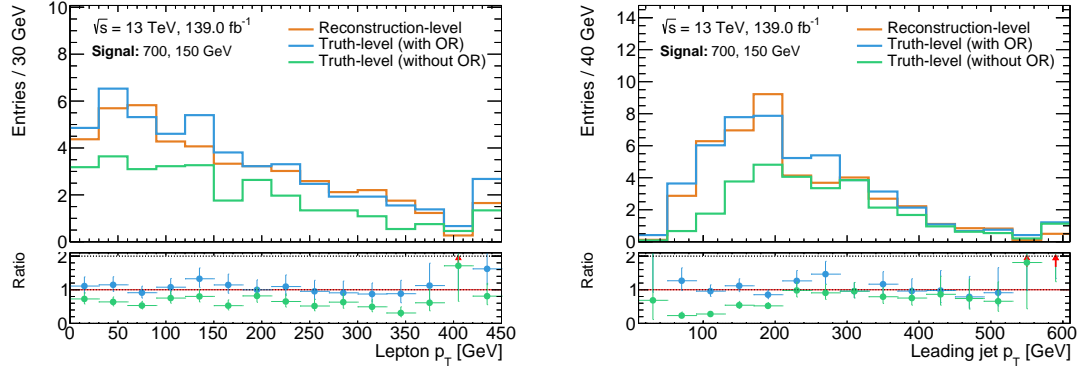 √s = 13 TeV, 139.0 fb⁻¹
Signal: 700, 150 GeV
Reconstruction-level
Truth-level (with OR)
Truth-level (without OR)
Entries / 30 GeV
8
6
4
2
0
Ratio
2
1
0
0 50 100 150 200 250 300 350 400 450
Lepton p_T [GeV]
√s = 13 TeV, 139.0 fb⁻¹
Signal: 700, 150 GeV
Reconstruction-level
Truth-level (with OR)
Truth-level (without OR)
Entries / 40 GeV
14
12
10
8
6
4
2
0
Ratio
2
1
0
100 200 300 400 500 600
Leading jet p_T [GeV]